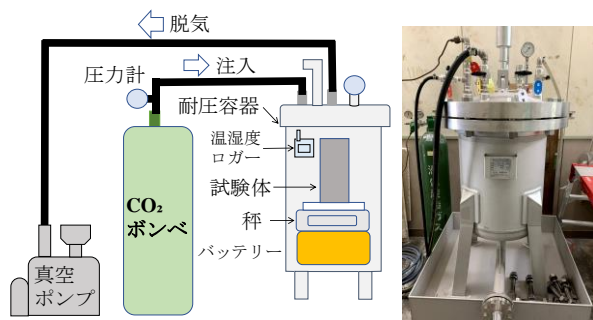 脱気
注入
圧力計
耐圧容器
温湿度
ロガー
試験体
CO₂
ボンベ
秤
バッテリー
真空
ポンプ